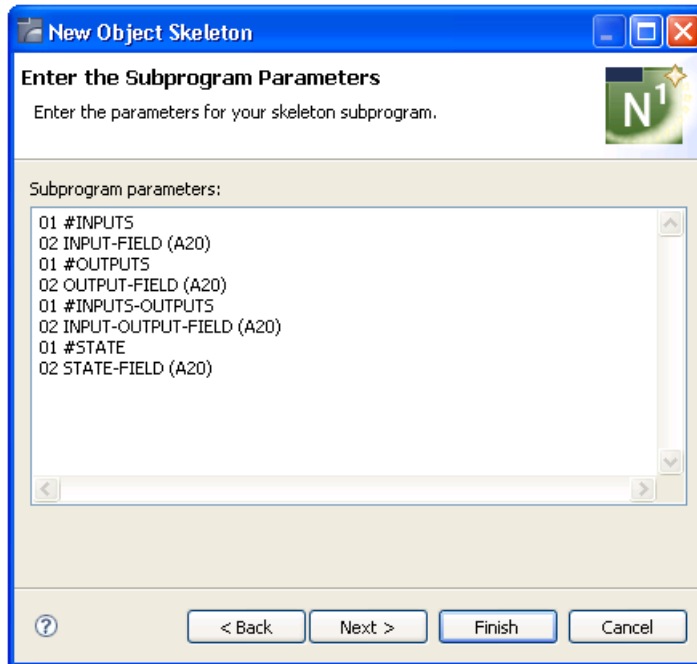 New Object Skeleton
Enter the Subprogram Parameters
Enter the parameters for your skeleton subprogram.
N1
Subprogram parameters:
01 #INPUTS
02 INPUT-FIELD (A20)
01 #OUTPUTS
02 OUTPUT-FIELD (A20)
01 #INPUTS-OUTPUTS
02 INPUT-OUTPUT-FIELD (A20)
01 #STATE
02 STATE-FIELD (A20)
? < Back Next > Finish Cancel